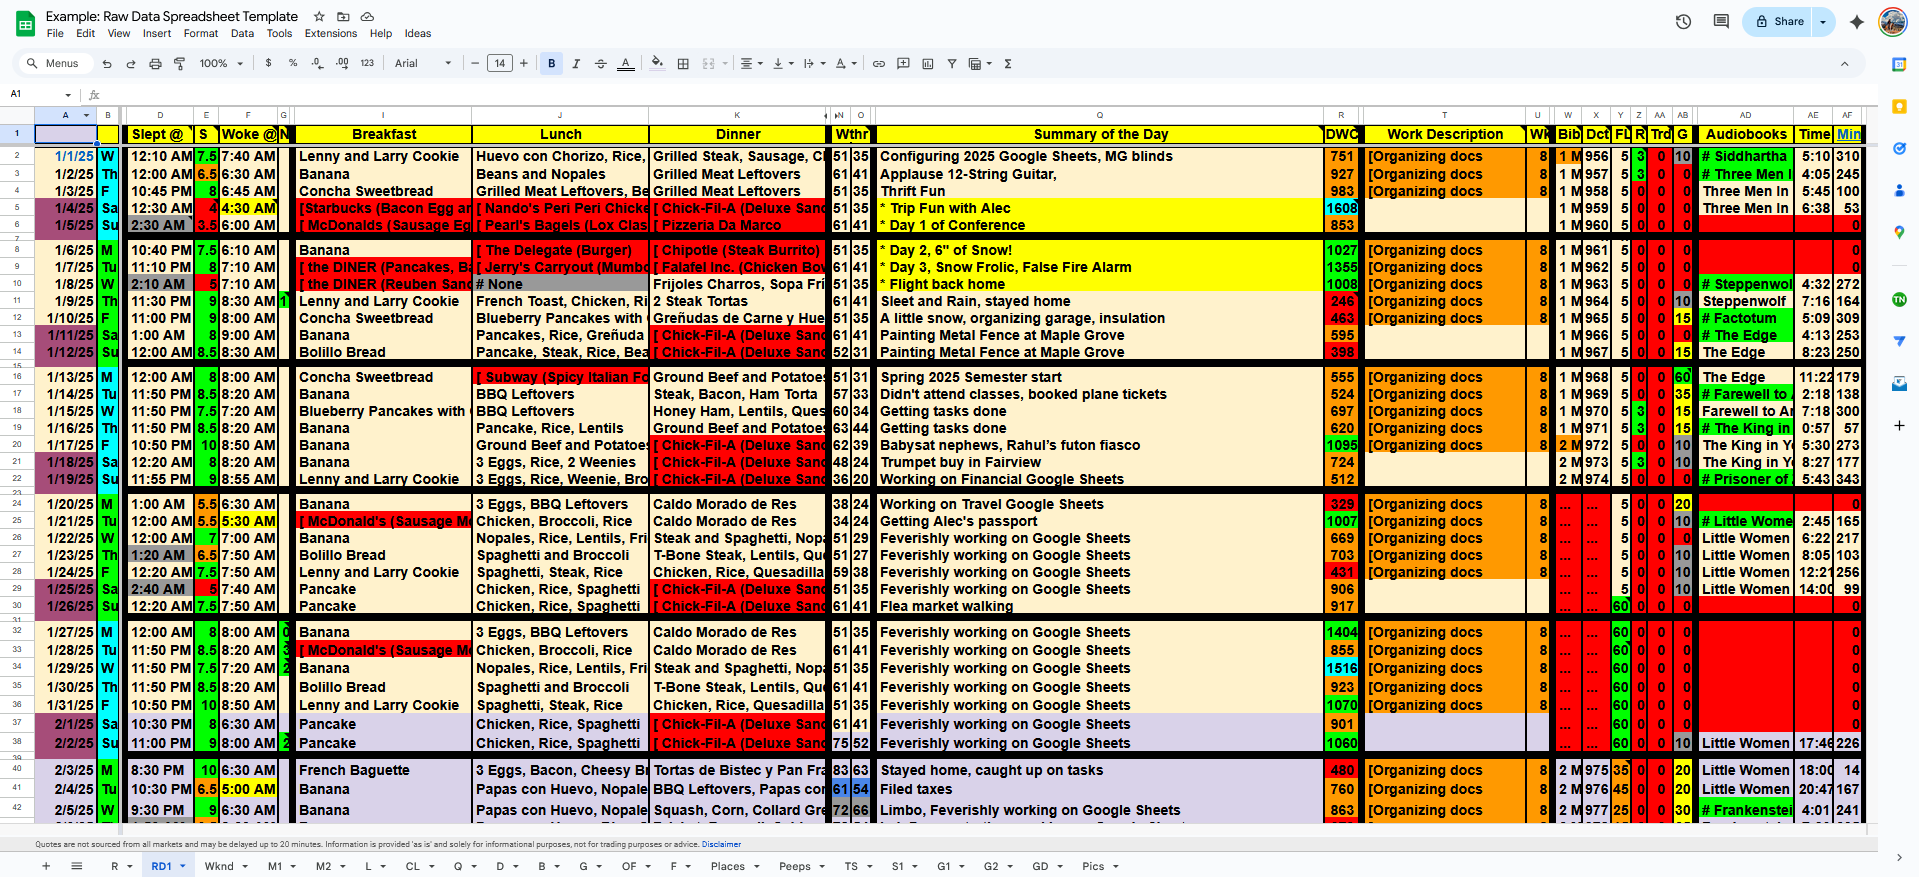 Example: Raw Data Spreadsheet Template
File Edit View Insert Format Data Tools Extensions Help Ideas
Share
Menus 100% $ % .0 .00 123 Arial 14 B
A1 fx
A B D E F G I J K N O Q R T U W X Y Z AA AB AD AE AF
1 Slept @ S Woke @ N Breakfast Lunch Dinner Wthr Summary of the Day DWC Work Description Wk Bib Dct FL R Trd G Audiobooks Time Min
2 1/1/25 W 12:10 AM 7.5 7:40 AM Lenny and Larry Cookie Huevo con Chorizo, Rice, Grilled Steak, Sausage, C 51 35 Configuring 2025 Google Sheets, MG blinds 751 [Organizing docs 8 1 M 956 5 3 0 10 # Siddhartha 5:10 310
3 1/2/25 Th 12:00 AM 6.5 6:30 AM Banana Beans and Nopales Grilled Meat Leftovers 61 41 Applause 12-String Guitar, 927 [Organizing docs 8 1 M 957 5 3 0 0 # Three Men I 4:05 245
4 1/3/25 F 10:45 PM 8 6:45 AM Concha Sweetbread Grilled Meat Leftovers, Be Grilled Meat Leftovers 51 35 Thrift Fun 983 [Organizing docs 8 1 M 958 5 0 0 0 Three Men In 5:45 100
5 1/4/25 Sa 12:30 AM 4 4:30 AM [Starbucks (Bacon Egg an [ Nando's Peri Peri Chicke [ Chick-Fil-A (Deluxe Sand 51 35 * Trip Fun with Alec 1608 1 M 959 5 0 0 0 Three Men In 6:38 53
6 1/5/25 Su 2:30 AM 3.5 6:00 AM [ McDonalds (Sausage Eg [ Pearl's Bagels (Lox Clas [ Pizzeria Da Marco 61 41 * Day 1 of Conference 853 1 M 960 5 0 0 0 0
7
8 1/6/25 M 10:40 PM 7.5 6:10 AM Banana [ The Delegate (Burger) [ Chipotle (Steak Burrito) 51 35 * Day 2, 6" of Snow! 1027 [Organizing docs 8 1 M 961 5 0 0 0 0
9 1/7/25 Tu 11:10 PM 8 7:10 AM [ the DINER (Pancakes, Ba [ Jerry's Carryout (Mumbo [ Falafel Inc. (Chicken Bow 61 41 * Day 3, Snow Frolic, False Fire Alarm 1355 [Organizing docs 8 1 M 962 5 0 0 0 0
10 1/8/25 W 2:10 AM 5 7:10 AM [ the DINER (Reuben Sand # None Frijoles Charros, Sopa Fri 51 35 * Flight back home 1008 [Organizing docs 8 1 M 963 5 0 0 0 # Steppenwol 4:32 272
11 1/9/25 Th 11:30 PM 9 8:30 AM 1 Lenny and Larry Cookie French Toast, Chicken, Ri 2 Steak Tortas 61 41 Sleet and Rain, stayed home 246 [Organizing docs 8 1 M 964 5 0 0 10 Steppenwolf 7:16 164
12 1/10/25 F 11:00 PM 9 8:00 AM Concha Sweetbread Blueberry Pancakes with Greñudas de Carne y Hue 51 35 A little snow, organizing garage, insulation 463 [Organizing docs 8 1 M 965 5 0 0 15 # Factotum 5:09 309
13 1/11/25 Sa 1:00 AM 8 9:00 AM Banana Pancakes, Rice, Greñuda [ Chick-Fil-A (Deluxe Sand 61 41 Painting Metal Fence at Maple Grove 595 1 M 966 5 0 0 0 # The Edge 4:13 253
14 1/12/25 Su 12:00 AM 8.5 8:30 AM Bolillo Bread Pancake, Steak, Rice, Bea [ Chick-Fil-A (Deluxe Sand 52 31 Painting Metal Fence at Maple Grove 398 1 M 967 5 0 0 15 The Edge 8:23 250
15
16 1/13/25 M 12:00 AM 8 8:00 AM Concha Sweetbread [ Subway (Spicy Italian Fo Ground Beef and Potatoes 51 31 Spring 2025 Semester start 555 [Organizing docs 8 1 M 968 5 0 0 60 The Edge 11:22 179
17 1/14/25 Tu 11:50 PM 8.5 8:20 AM Banana BBQ Leftovers Steak, Bacon, Ham Torta 57 33 Didn't attend classes, booked plane tickets 524 [Organizing docs 8 1 M 969 5 0 0 35 # Farewell to 2:18 138
18 1/15/25 W 11:50 PM 7.5 7:20 AM Blueberry Pancakes with BBQ Leftovers Honey Ham, Lentils, Ques 60 34 Getting tasks done 697 [Organizing docs 8 1 M 970 5 3 0 15 Farewell to Ar 7:18 300
19 1/16/25 Th 11:50 PM 8.5 8:20 AM Banana Pancake, Rice, Lentils Ground Beef and Potatoes 63 44 Getting tasks done 620 [Organizing docs 8 1 M 971 5 3 0 15 # The King in 0:57 57
20 1/17/25 F 10:50 PM 10 8:50 AM Banana Ground Beef and Potatoes [ Chick-Fil-A (Deluxe Sand 62 39 Babysat nephews, Rahul's futon fiasco 1095 [Organizing docs 8 2 M 972 5 0 0 10 The King in Y 5:30 273
21 1/18/25 Sa 12:20 AM 8 8:20 AM Banana 3 Eggs, Rice, 2 Weenies [ Chick-Fil-A (Deluxe Sand 48 24 Trumpet buy in Fairview 724 2 M 973 5 3 0 10 The King in Y 8:27 177
22 1/19/25 Su 11:55 PM 9 8:55 AM Lenny and Larry Cookie 3 Eggs, Rice, Weenie, Bro [ Chick-Fil-A (Deluxe Sand 36 20 Working on Financial Google Sheets 512 2 M 974 5 0 0 10 # Prisoner of 5:43 343
23
24 1/20/25 M 1:00 AM 5.5 6:30 AM Banana 3 Eggs, BBQ Leftovers Caldo Morado de Res 38 24 Working on Travel Google Sheets 329 [Organizing docs 8 ... ... 5 0 0 20 0
25 1/21/25 Tu 12:00 AM 5.5 5:30 AM [ McDonald's (Sausage Mc Chicken, Broccoli, Rice Caldo Morado de Res 34 24 Getting Alec's passport 1007 [Organizing docs 8 ... ... 5 0 0 10 # Little Wome 2:45 165
26 1/22/25 W 12:00 AM 7 7:00 AM Banana Nopales, Rice, Lentils, Fri Steak and Spaghetti, Nopa 51 29 Feverishly working on Google Sheets 669 [Organizing docs 8 ... ... 5 0 0 0 Little Women 6:22 217
27 1/23/25 Th 1:20 AM 6.5 7:50 AM Bolillo Bread Spaghetti and Broccoli T-Bone Steak, Lentils, Que 51 27 Feverishly working on Google Sheets 703 [Organizing docs 8 ... ... 5 0 0 10 Little Women 8:05 103
28 1/24/25 F 12:20 AM 7.5 7:50 AM Lenny and Larry Cookie Spaghetti, Steak, Rice Chicken, Rice, Quesadilla 59 38 Feverishly working on Google Sheets 431 [Organizing docs 8 ... ... 5 0 0 10 Little Women 12:21 256
29 1/25/25 Sa 2:40 AM 5 7:40 AM Pancake Chicken, Rice, Spaghetti [ Chick-Fil-A (Deluxe Sand 51 35 Feverishly working on Google Sheets 906 ... ... 5 0 0 10 Little Women 14:00 99
30 1/26/25 Su 12:20 AM 7.5 7:50 AM Pancake Chicken, Rice, Spaghetti [ Chick-Fil-A (Deluxe Sand 61 41 Flea market walking 917 ... ... 60 0 0 10 0
31
32 1/27/25 M 12:00 AM 8 8:00 AM 0 Banana 3 Eggs, BBQ Leftovers Caldo Morado de Res 51 35 Feverishly working on Google Sheets 1404 [Organizing docs 8 ... ... 60 0 0 0 0
33 1/28/25 Tu 11:50 PM 8.5 8:20 AM 3 [ McDonald's (Sausage Mc Chicken, Broccoli, Rice Caldo Morado de Res 61 41 Feverishly working on Google Sheets 855 [Organizing docs 8 ... ... 60 0 0 0 0
34 1/29/25 W 11:50 PM 7.5 7:20 AM 2 Banana Nopales, Rice, Lentils, Fri Steak and Spaghetti, Nopa 51 35 Feverishly working on Google Sheets 1516 [Organizing docs 8 ... ... 60 0 0 0 0
35 1/30/25 Th 11:50 PM 8.5 8:20 AM Bolillo Bread Spaghetti and Broccoli T-Bone Steak, Lentils, Que 61 41 Feverishly working on Google Sheets 923 [Organizing docs 8 ... ... 60 0 0 0 0
36 1/31/25 F 10:50 PM 10 8:50 AM Lenny and Larry Cookie Spaghetti, Steak, Rice Chicken, Rice, Quesadilla 51 35 Feverishly working on Google Sheets 1070 [Organizing docs 8 ... ... 60 0 0 0 0
37 2/1/25 Sa 10:30 PM 8 6:30 AM Pancake Chicken, Rice, Spaghetti [ Chick-Fil-A (Deluxe Sand 61 41 Feverishly working on Google Sheets 901 ... ... 60 0 0 0 0
38 2/2/25 Su 11:00 PM 9 8:00 AM 2 Pancake Chicken, Rice, Spaghetti [ Chick-Fil-A (Deluxe Sand 75 52 Feverishly working on Google Sheets 1060 ... ... 60 0 0 10 Little Women 17:46 226
39
40 2/3/25 M 8:30 PM 10 6:30 AM French Baguette 3 Eggs, Bacon, Cheesy Br Tortas de Bistec y Pan Fra 83 63 Stayed home, caught up on tasks 480 [Organizing docs 8 2 M 975 35 0 0 20 Little Women 18:00 14
41 2/4/25 Tu 10:30 PM 6.5 5:00 AM Banana Papas con Huevo, Nopale BBQ Leftovers, Papas con 61 54 Filed taxes 760 [Organizing docs 8 2 M 976 45 0 0 20 Little Women 20:47 167
42 2/5/25 W 9:30 PM 9 6:30 AM Banana Papas con Huevo, Nopale Squash, Corn, Collard Gre 72 66 Limbo, Feverishly working on Google Sheets 863 [Organizing docs 8 2 M 977 25 0 0 30 # Frankenstei 4:01 241
Quotes are not sourced from all markets and may be delayed up to 20 minutes. Information is provided 'as is' and solely for informational purposes, not for trading purposes or advice. Disclaimer
R RD1 Wknd M1 M2 L CL Q D B G OF F Places Peeps TS S1 G1 G2 GD Pics